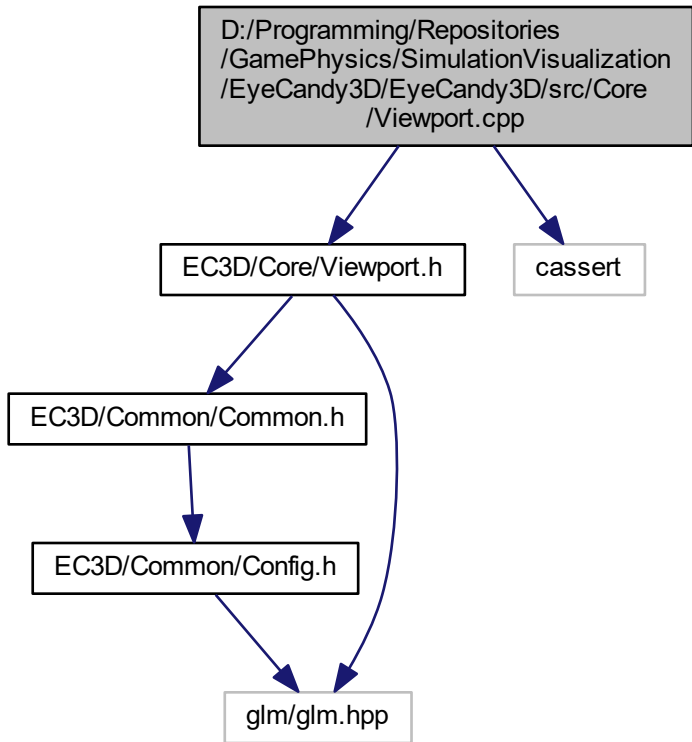 D:/Programming/Repositories
/GamePhysics/SimulationVisualization
/EyeCandy3D/EyeCandy3D/src/Core
/Viewport.cpp
EC3D/Core/Viewport.h
cassert
EC3D/Common/Common.h
EC3D/Common/Config.h
glm/glm.hpp